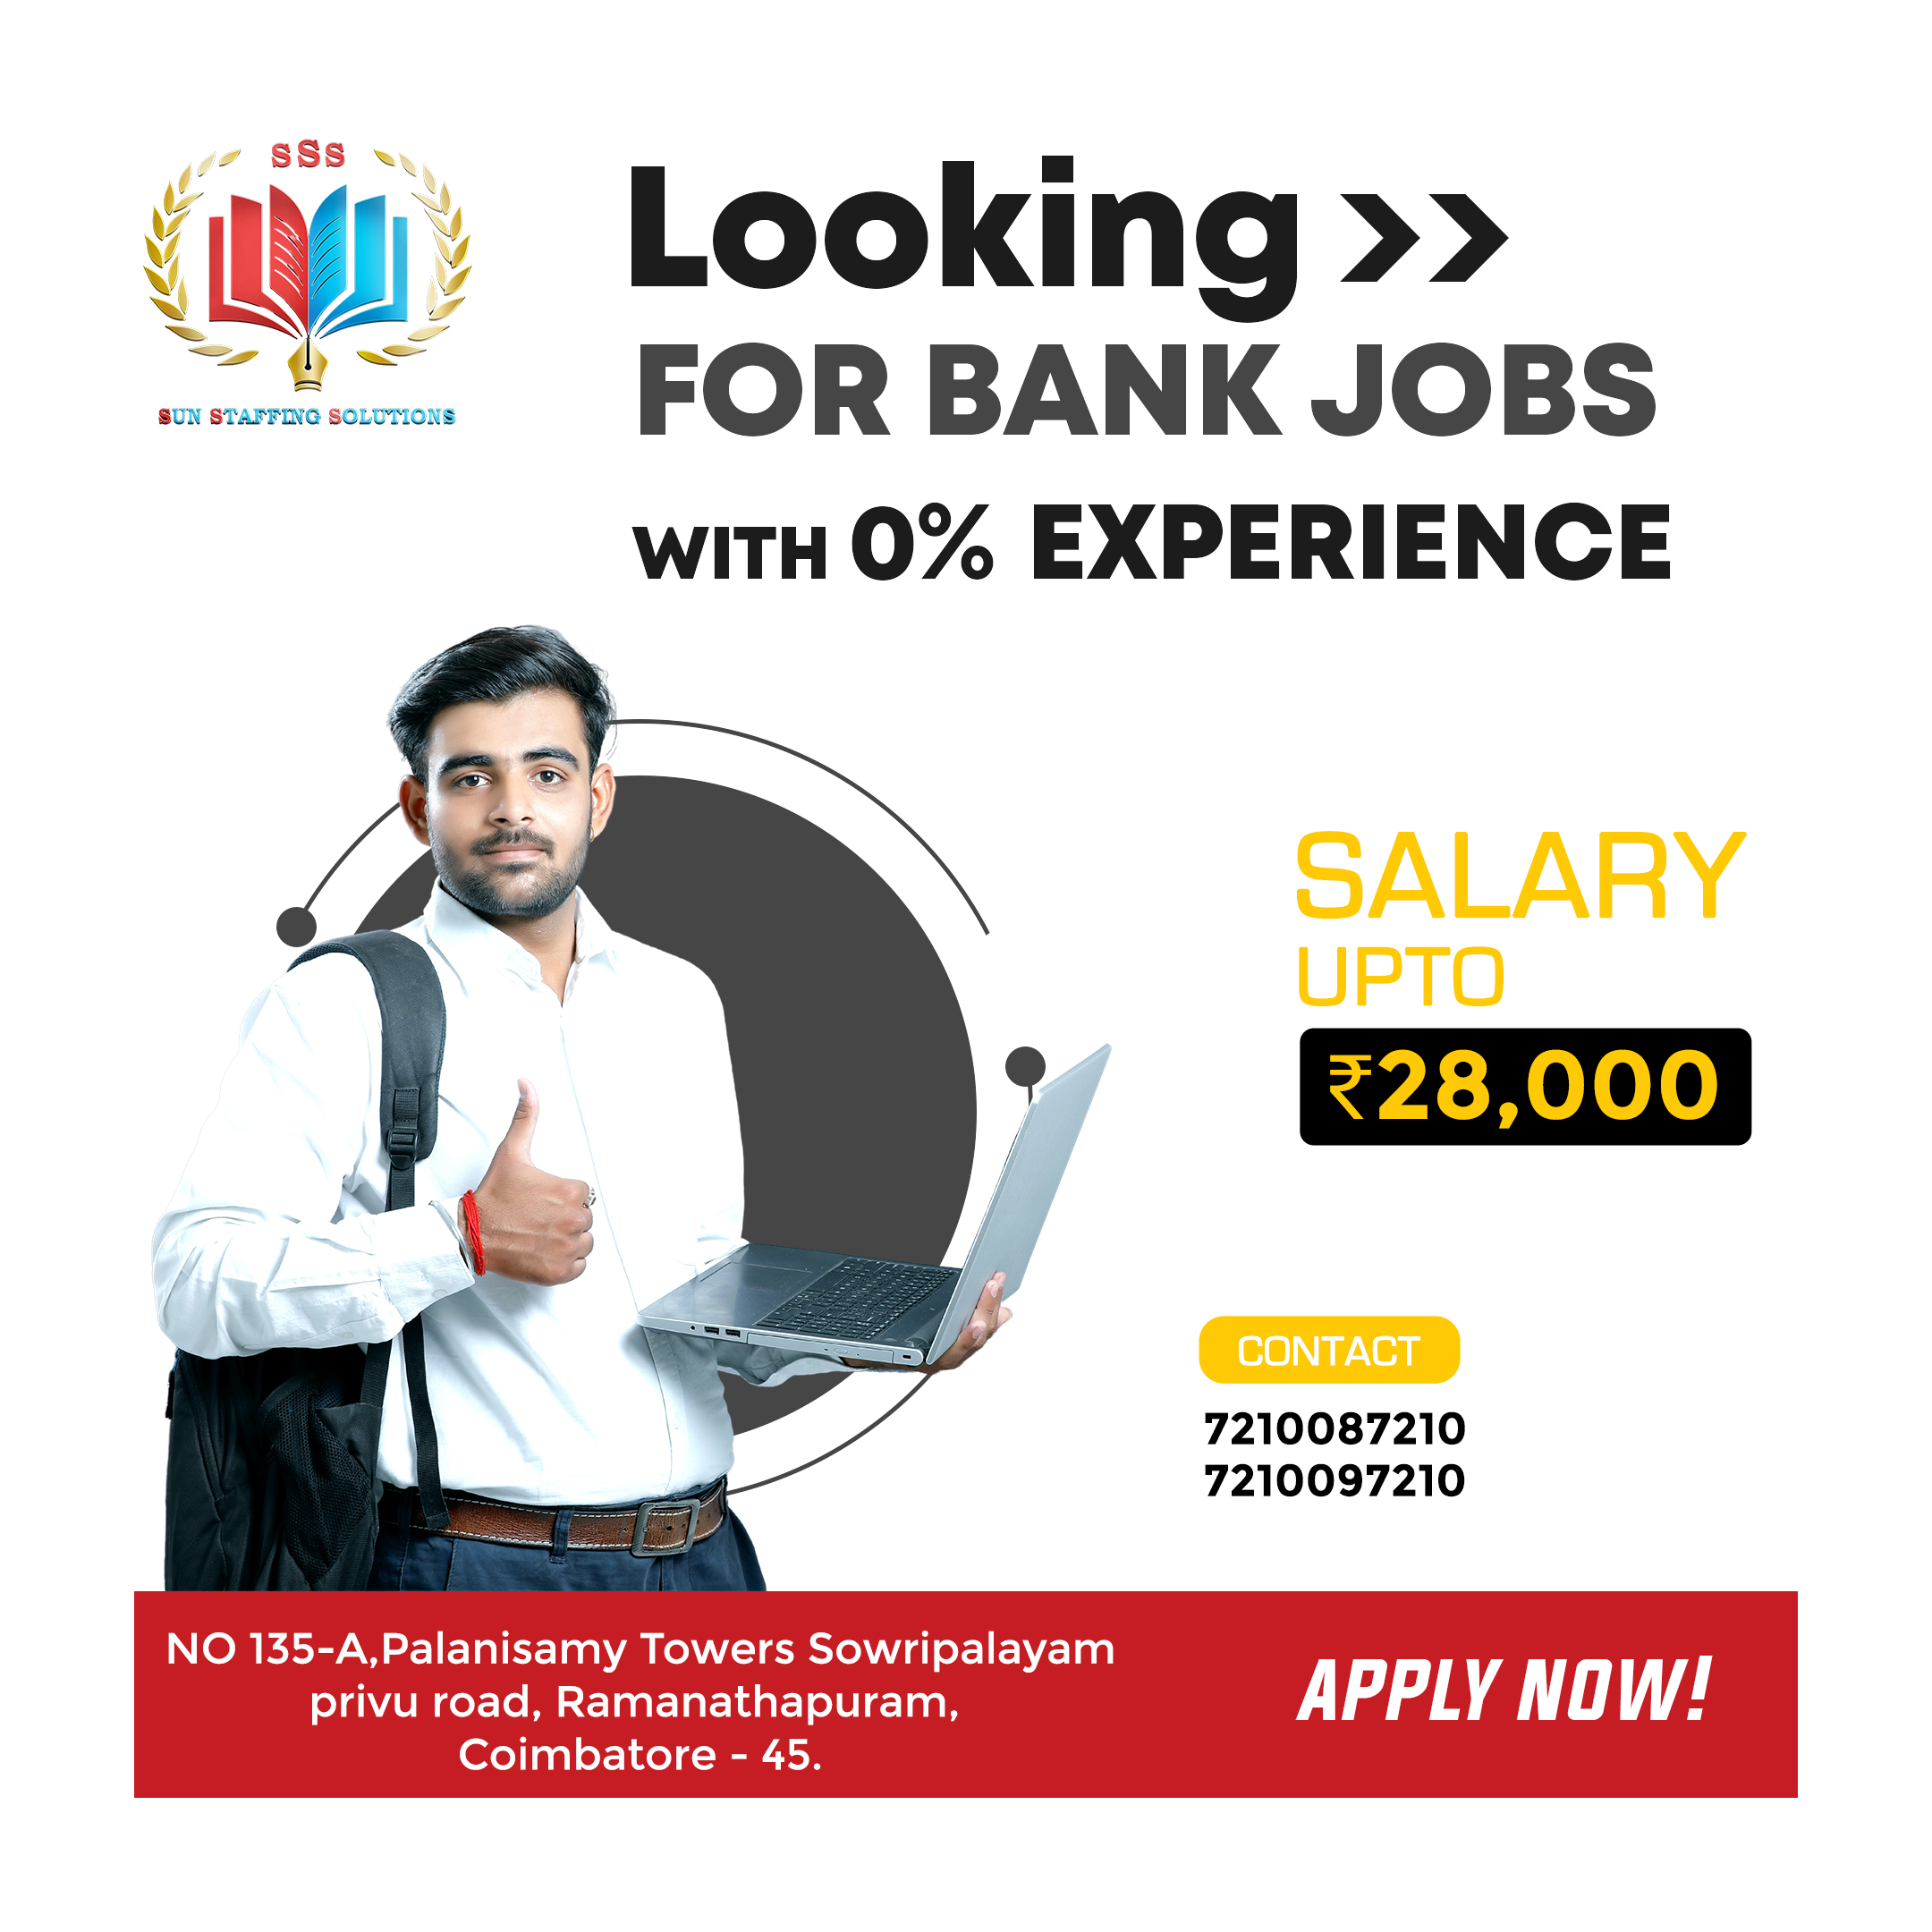 SSS
SUN STAFFING SOLUTIONS
Looking >>
FOR BANK JOBS
WITH 0% EXPERIENCE
SALARY
UPTO
₹28,000
CONTACT
7210087210
7210097210
NO 135-A,Palanisamy Towers Sowripalayam
privu road, Ramanathapuram,
Coimbatore - 45.
APPLY NOW!